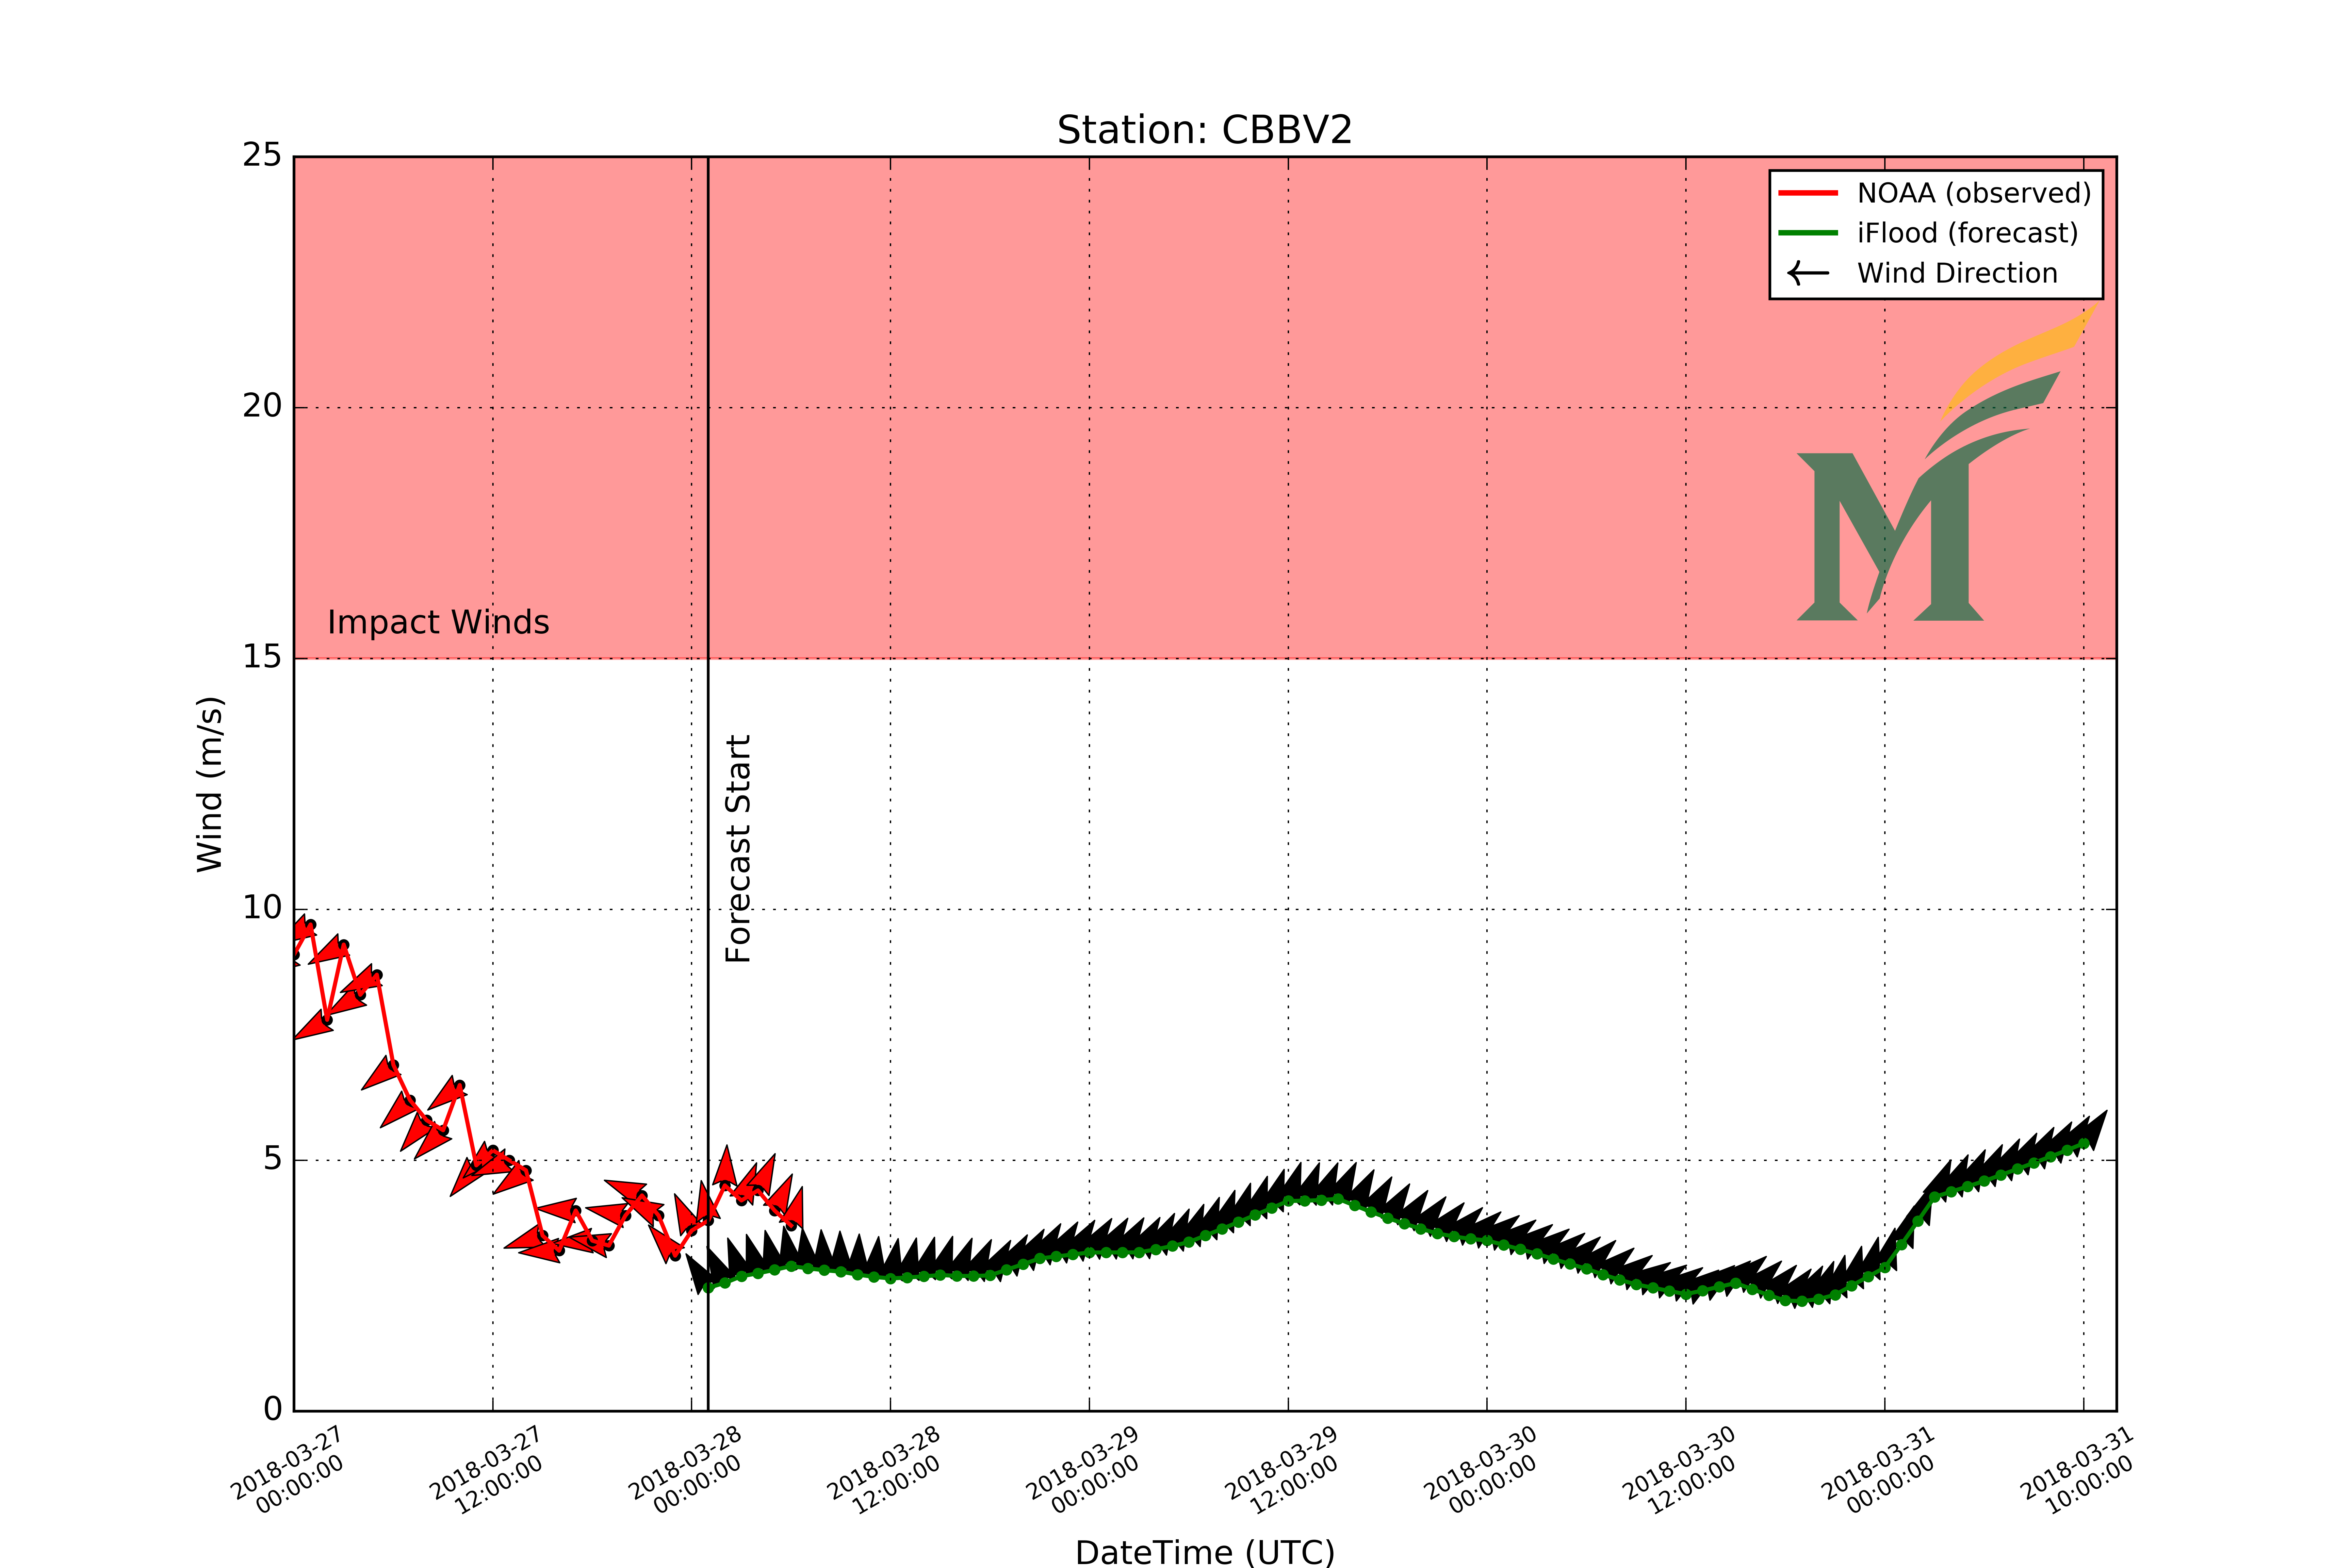 Station: CBBV2
25
20
15
10
5
0
Wind (m/s)
NOAA (observed)
iFlood (forecast)
Wind Direction
Impact Winds
Forecast Start
M
2018-03-27
00:00:00
2018-03-27
12:00:00
2018-03-28
00:00:00
2018-03-28
12:00:00
2018-03-29
00:00:00
2018-03-29
12:00:00
2018-03-30
00:00:00
2018-03-30
12:00:00
2018-03-31
00:00:00
2018-03-31
10:00:00
DateTime (UTC)